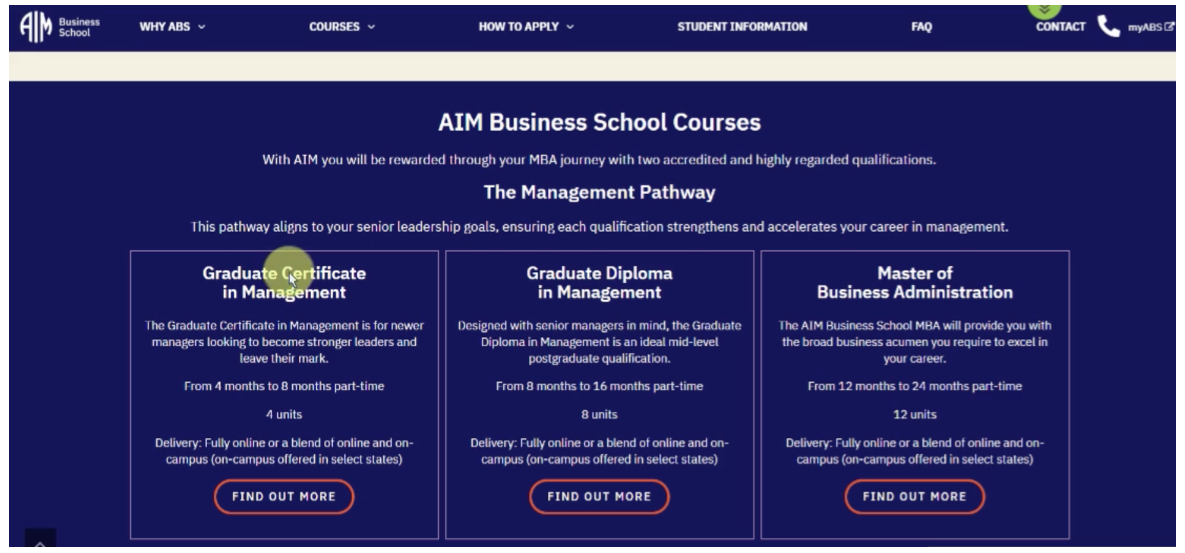 AIM Business
School
WHY ABS
COURSES
HOW TO APPLY
STUDENT INFORMATION
FAQ
CONTACT
myABS
AIM Business School Courses
With AIM you will be rewarded through your MBA journey with two accredited and highly regarded qualifications.
The Management Pathway
This pathway aligns to your senior leadership goals, ensuring each qualification strengthens and accelerates your career in management.
Graduate Certificate
in Management
The Graduate Certificate in Management is for newer
managers looking to become stronger leaders and
leave their mark.
From 4 months to 8 months part-time
4 units
Delivery: Fully online or a blend of online and on-
campus (on-campus offered in select states)
FIND OUT MORE
Graduate Diploma
in Management
Designed with senior managers in mind, the Graduate
Diploma in Management is an ideal mid-level
postgraduate qualification.
From 8 months to 16 months part-time
8 units
Delivery: Fully online or a blend of online and on-
campus (on-campus offered in select states)
FIND OUT MORE
Master of
Business Administration
The AIM Business School MBA will provide you with
the broad business acumen you require to excel in
your career.
From 12 months to 24 months part-time
12 units
Delivery: Fully online or a blend of online and on-
campus (on-campus offered in select states)
FIND OUT MORE